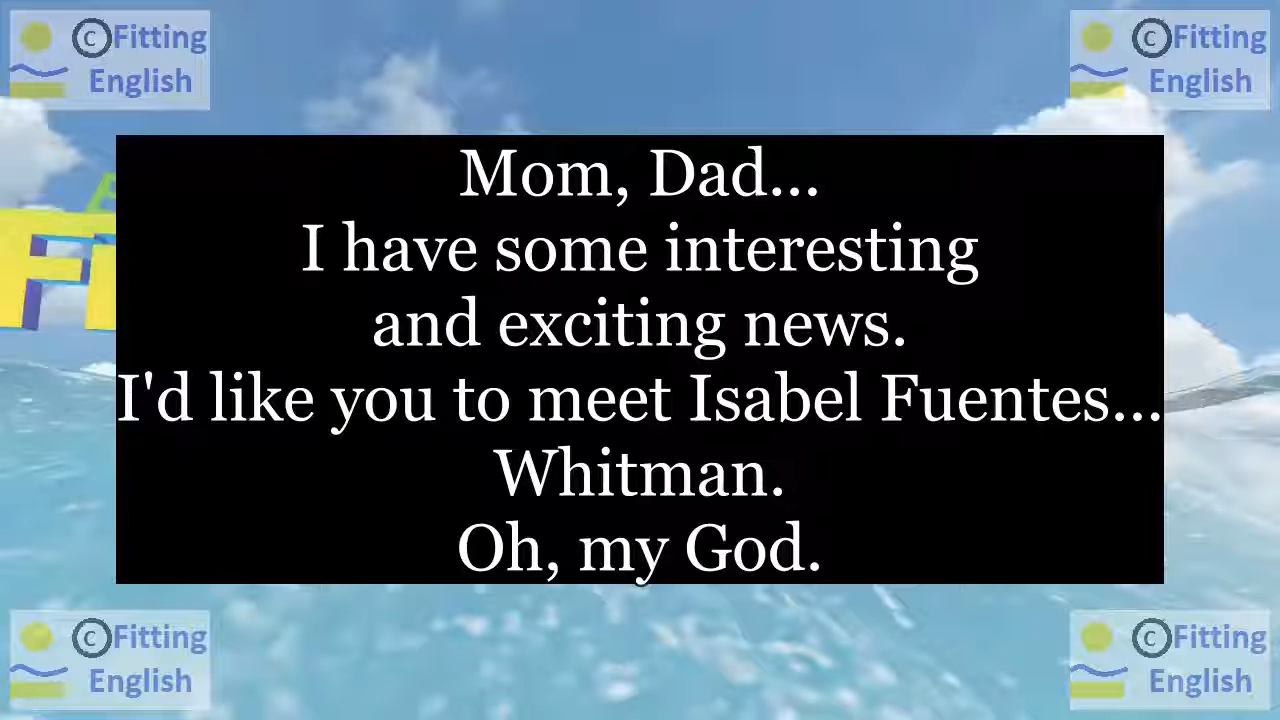 ©Fitting
English
©Fitting
English
Mom, Dad...
I have some interesting
and exciting news.
I'd like you to meet Isabel Fuentes...
Whitman.
Oh, my God.
©Fitting
English
©Fitting
English